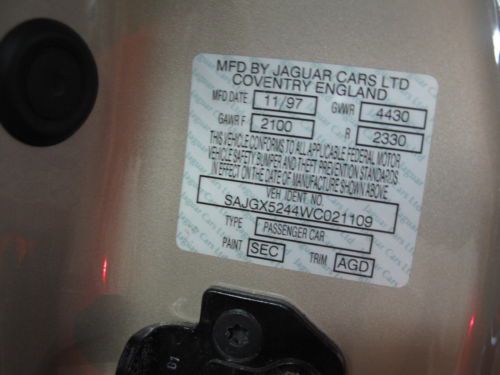 MFD BY JAGUAR CARS LTD
COVENTRY ENGLAND
MFD.DATE 11/97 GVWR 4430
GAWR F 2100 R 2330
THIS VEHICLE CONFORMS TO ALL APPLICABLE FEDERAL MOTOR
VEHICLE SAFETY BUMPER AND THEFT PREVENTION STANDARDS
IN EFFECT ON THE DATE OF MANUFACTURE SHOWN ABOVE.
VEH IDENT NO.
SAJGX5244WC021109
TYPE PASSENGER CAR
PAINT SEC TRIM AGD